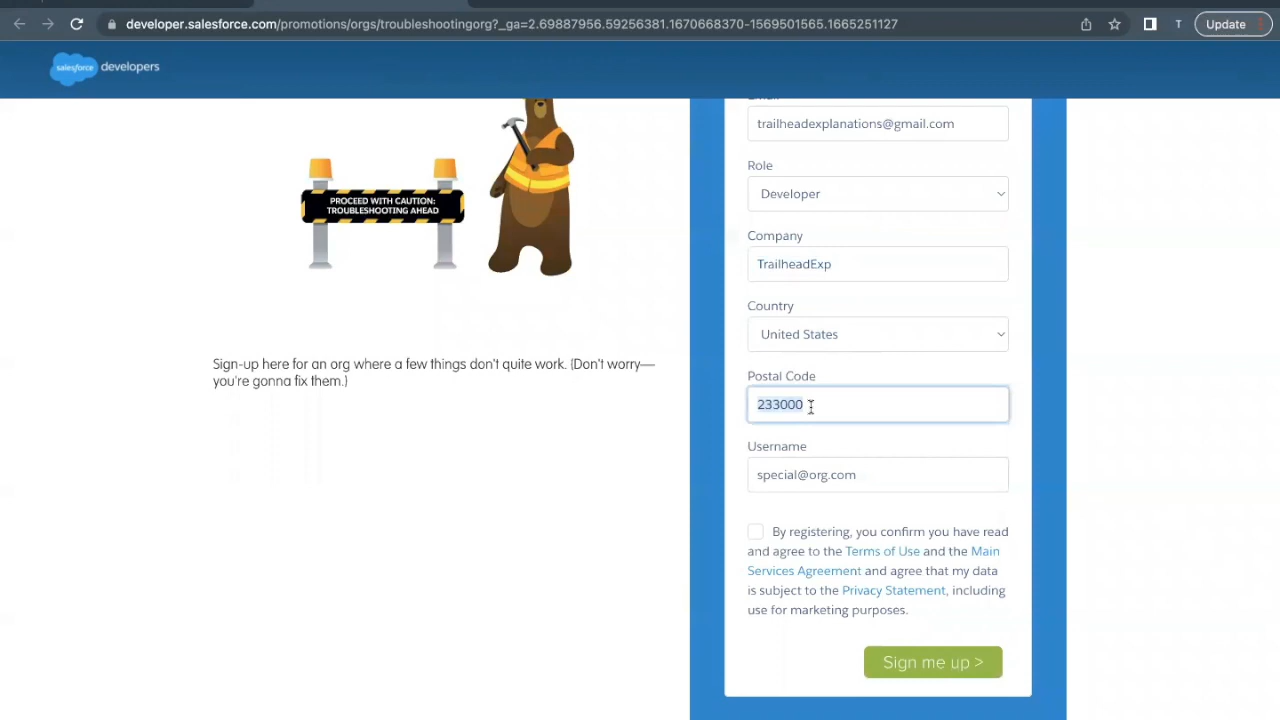 developer.salesforce.com/promotions/orgs/troubleshootingorg?_ga=2.69887956.59256381.1670668370-1569501565.1665251127
T
Update
salesforce developers
PROCEED WITH CAUTION:
TROUBLESHOOTING AHEAD
Sign-up here for an org where a few things don't quite work. (Don't worry—
you're gonna fix them.)
trailheadexplanations@gmail.com
Role
Developer
Company
TrailheadExp
Country
United States
Postal Code
233000
Username
special@org.com
By registering, you confirm you have read
and agree to the Terms of Use and the Main
Services Agreement and agree that my data
is subject to the Privacy Statement, including
use for marketing purposes.
Sign me up >